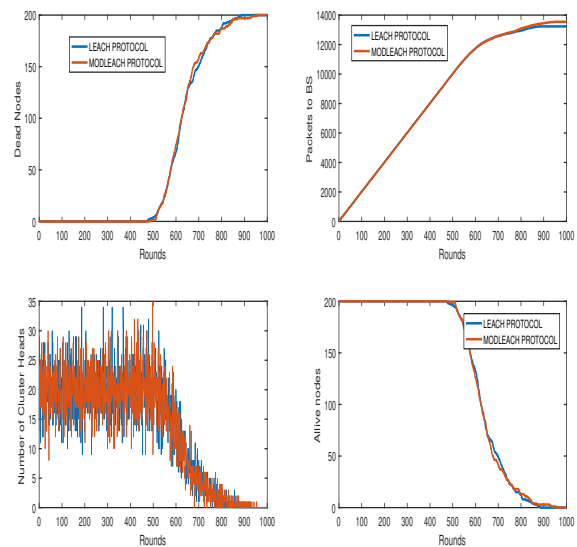 200
150
100
50
0
Dead Nodes
LEACH PROTOCOL
MODLEACH PROTOCOL
0 100 200 300 400 500 600 700 800 900 1000
Rounds
14000
12000
10000
8000
6000
4000
2000
0
Packets to BS
LEACH PROTOCOL
MODLEACH PROTOCOL
0 100 200 300 400 500 600 700 800 900 1000
Rounds
35
30
25
20
15
10
5
0
Number of Cluster Heads
0 100 200 300 400 500 600 700 800 900 1000
Rounds
200
150
100
50
0
Allive nodes
LEACH PROTOCOL
MODLEACH PROTOCOL
0 100 200 300 400 500 600 700 800 900 1000
Rounds